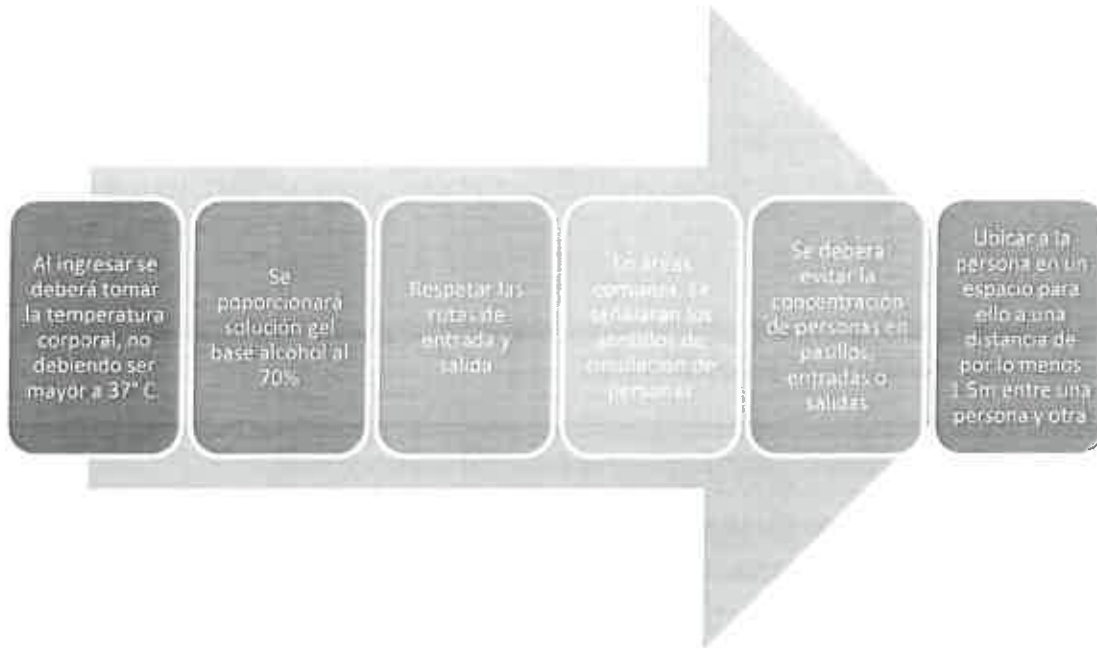 Al ingresar se
deberá tomar
la temperatura
corporal, no
debiendo ser
mayor a 37° C.
Se
poporcionara
solución gel
base alcohol al
70%
Respetar las
rutas de
entrada y
salida
En áreas
comunes, se
señalaran los
sentidos de
circulación de
personas
Se deberá
evitar la
concentración
de personas en
pasillos,
entradas o
salidas
Ubicar a la
persona en un
espacio para
ello a una
distancia de
por lo menos
1.5m entre una
persona y otra